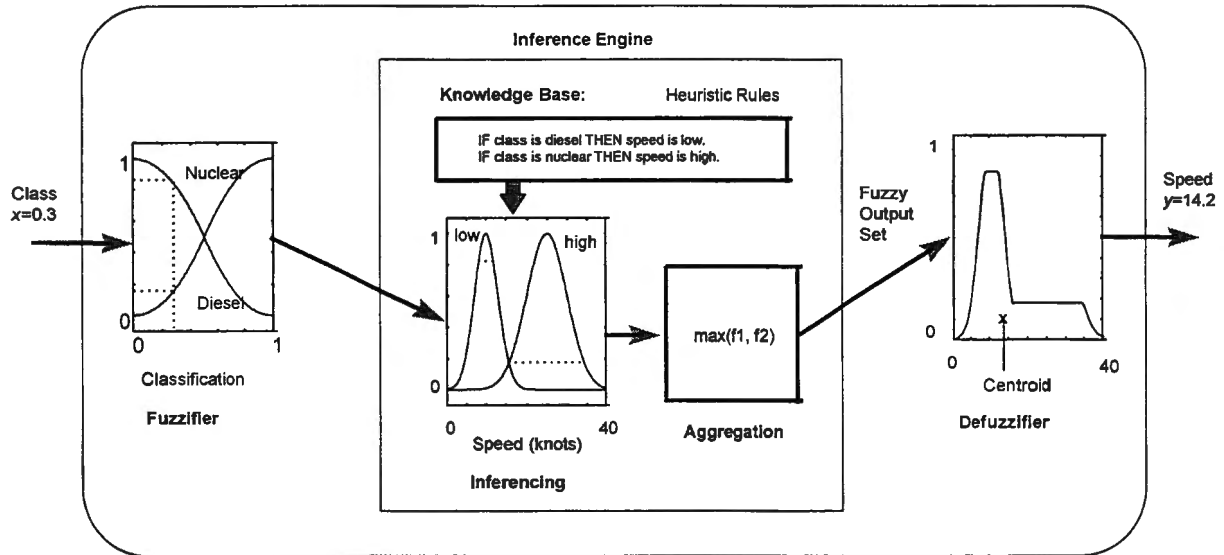 Inference Engine
Knowledge Base: Heuristic Rules
IF class is diesel THEN speed is low.
IF class is nuclear THEN speed is high.
Class
x=0.3
1
Nuclear
Diesel
0
0 1
Classification
Fuzzifier
1
low
high
0
0 40
Speed (knots)
Inferencing
max(f1, f2)
Aggregation
Fuzzy
Output
Set
1
0
x
0 40
Centroid
Defuzzifier
Speed
y=14.2